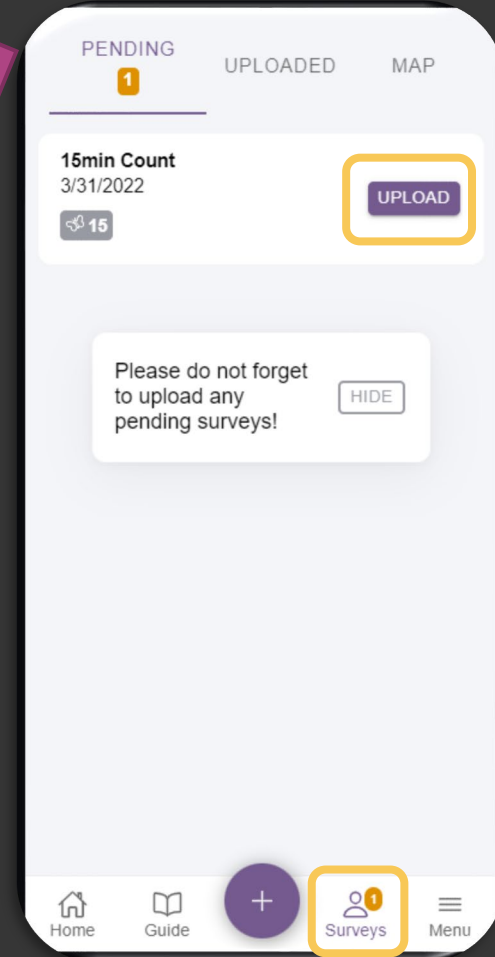 PENDING
1
UPLOADED
MAP
15min Count
3/31/2022
15
UPLOAD
Please do not forget
to upload any
pending surveys!
HIDE
Home
Guide
+
1
Surveys
Menu